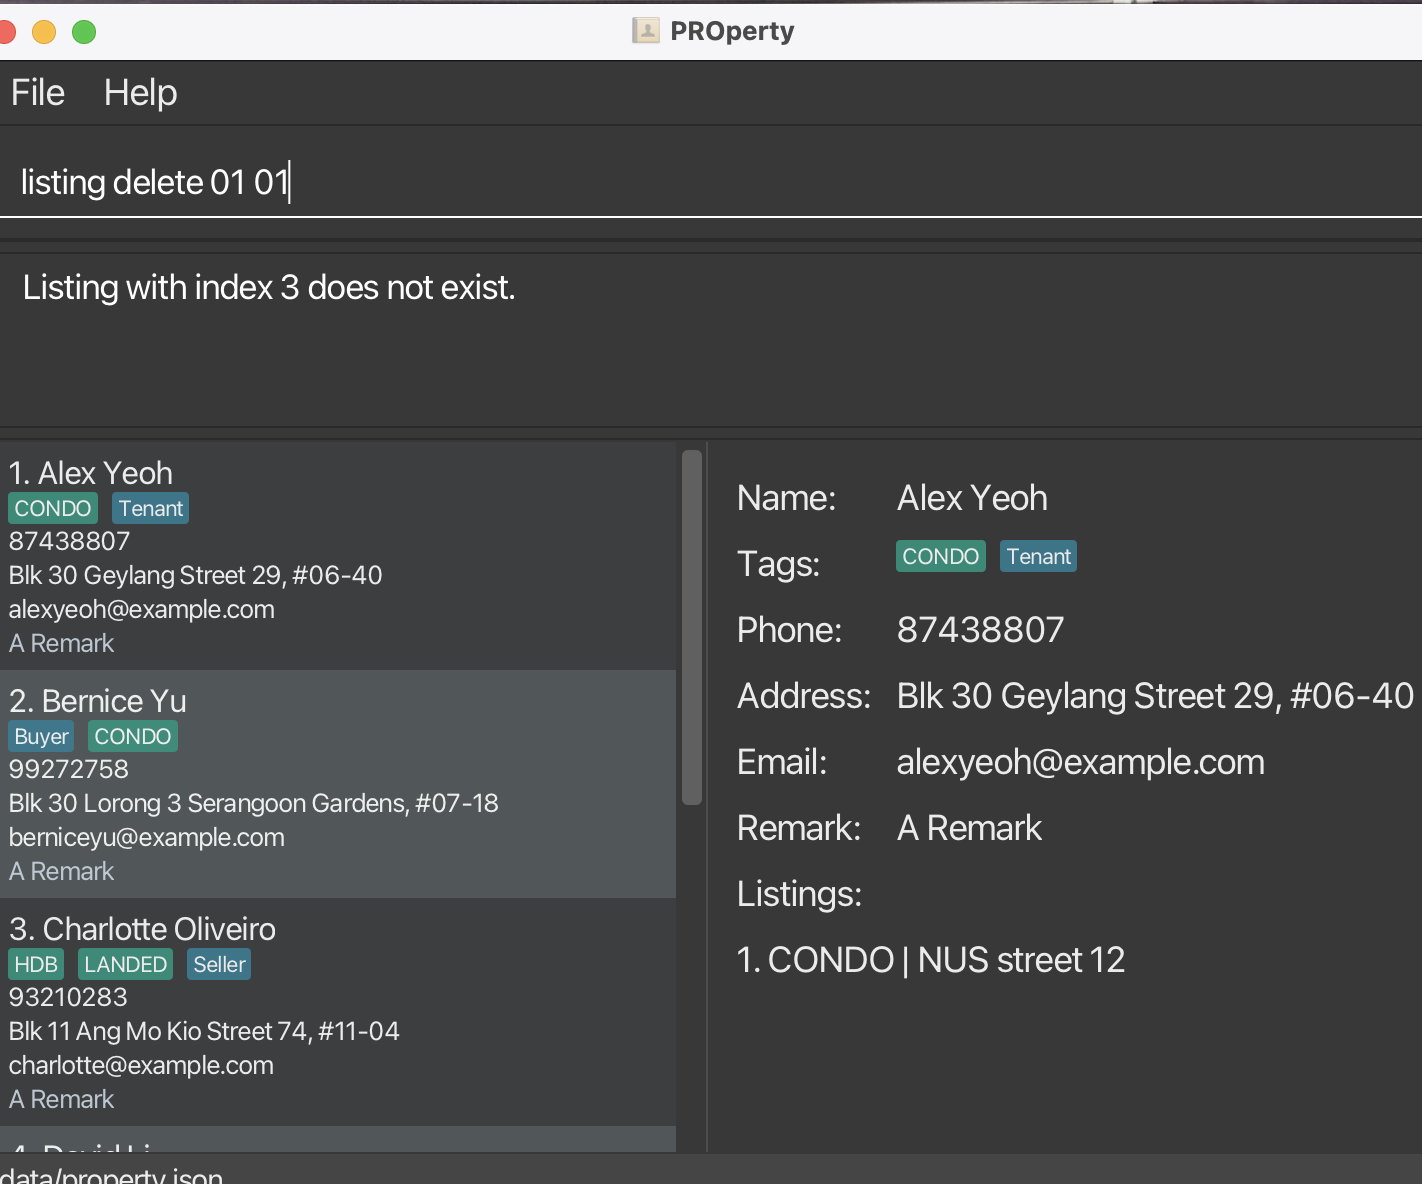 PROperty
File Help
listing delete 01 01
Listing with index 3 does not exist.
1. Alex Yeoh
CONDO Tenant
87438807
Blk 30 Geylang Street 29, #06-40
alexyeoh@example.com
A Remark
2. Bernice Yu
Buyer CONDO
99272758
Blk 30 Lorong 3 Serangoon Gardens, #07-18
berniceyu@example.com
A Remark
3. Charlotte Oliveiro
HDB LANDED Seller
93210283
Blk 11 Ang Mo Kio Street 74, #11-04
charlotte@example.com
A Remark
4. David Li
Name: Alex Yeoh
Tags: CONDO Tenant
Phone: 87438807
Address: Blk 30 Geylang Street 29, #06-40
Email: alexyeoh@example.com
Remark: A Remark
Listings:
1. CONDO | NUS street 12
data/property.json